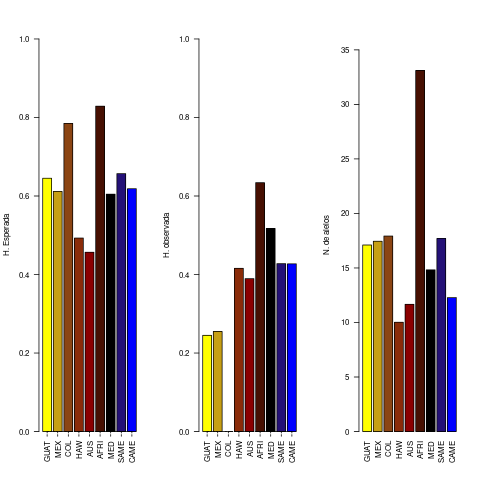 H. Esperada
1.0
0.8
0.6
0.4
0.2
0.0
GUAT
MEX
COL
HAW
AUS
AFRI
MED
SAME
CAME
H. observada
1.0
0.8
0.6
0.4
0.2
0.0
GUAT
MEX
COL
HAW
AUS
AFRI
MED
SAME
CAME
N. de alelos
35
30
25
20
15
10
5
0
GUAT
MEX
COL
HAW
AUS
AFRI
MED
SAME
CAME